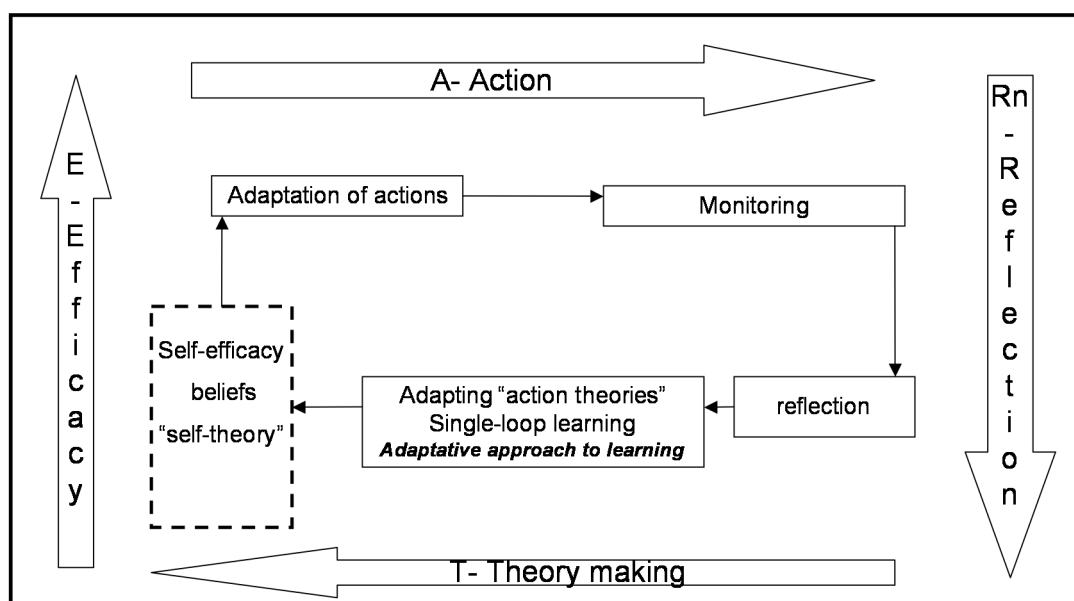 A- Action
E
-
E
f
f
i
c
a
c
y
Rn
-
R
e
f
l
e
c
t
i
o
n
Adaptation of actions
Monitoring
Self-efficacy
beliefs
“self-theory”
Adapting “action theories”
Single-loop learning
Adaptative approach to learning
reflection
T- Theory making